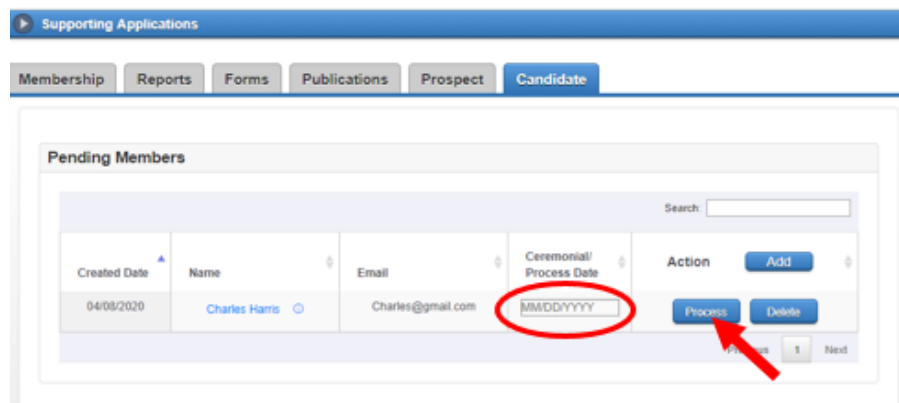 Supporting Applications
Membership Reports Forms Publications Prospect Candidate
Pending Members
Search:
Created Date Name Email Ceremonial/ Process Date Action Add
04/08/2020 Charles Harris Charles@gmail.com MM/DD/YYYY Process Delete
1 Next